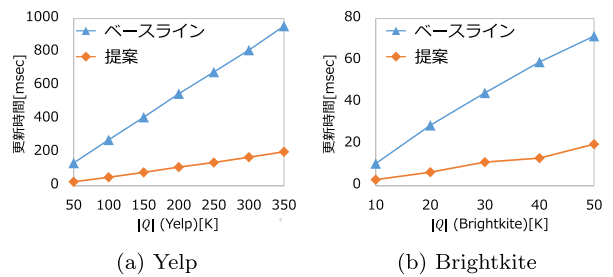 1000
800
600
400
200
0
更新時間[msec]
ベースライン
提案
50 100 150 200 250 300 350
|Q| (Yelp)[K]
(a) Yelp
80
60
40
20
0
更新時間[msec]
ベースライン
提案
10 20 30 40 50
|Q| (Brightkite)[K]
(b) Brightkite